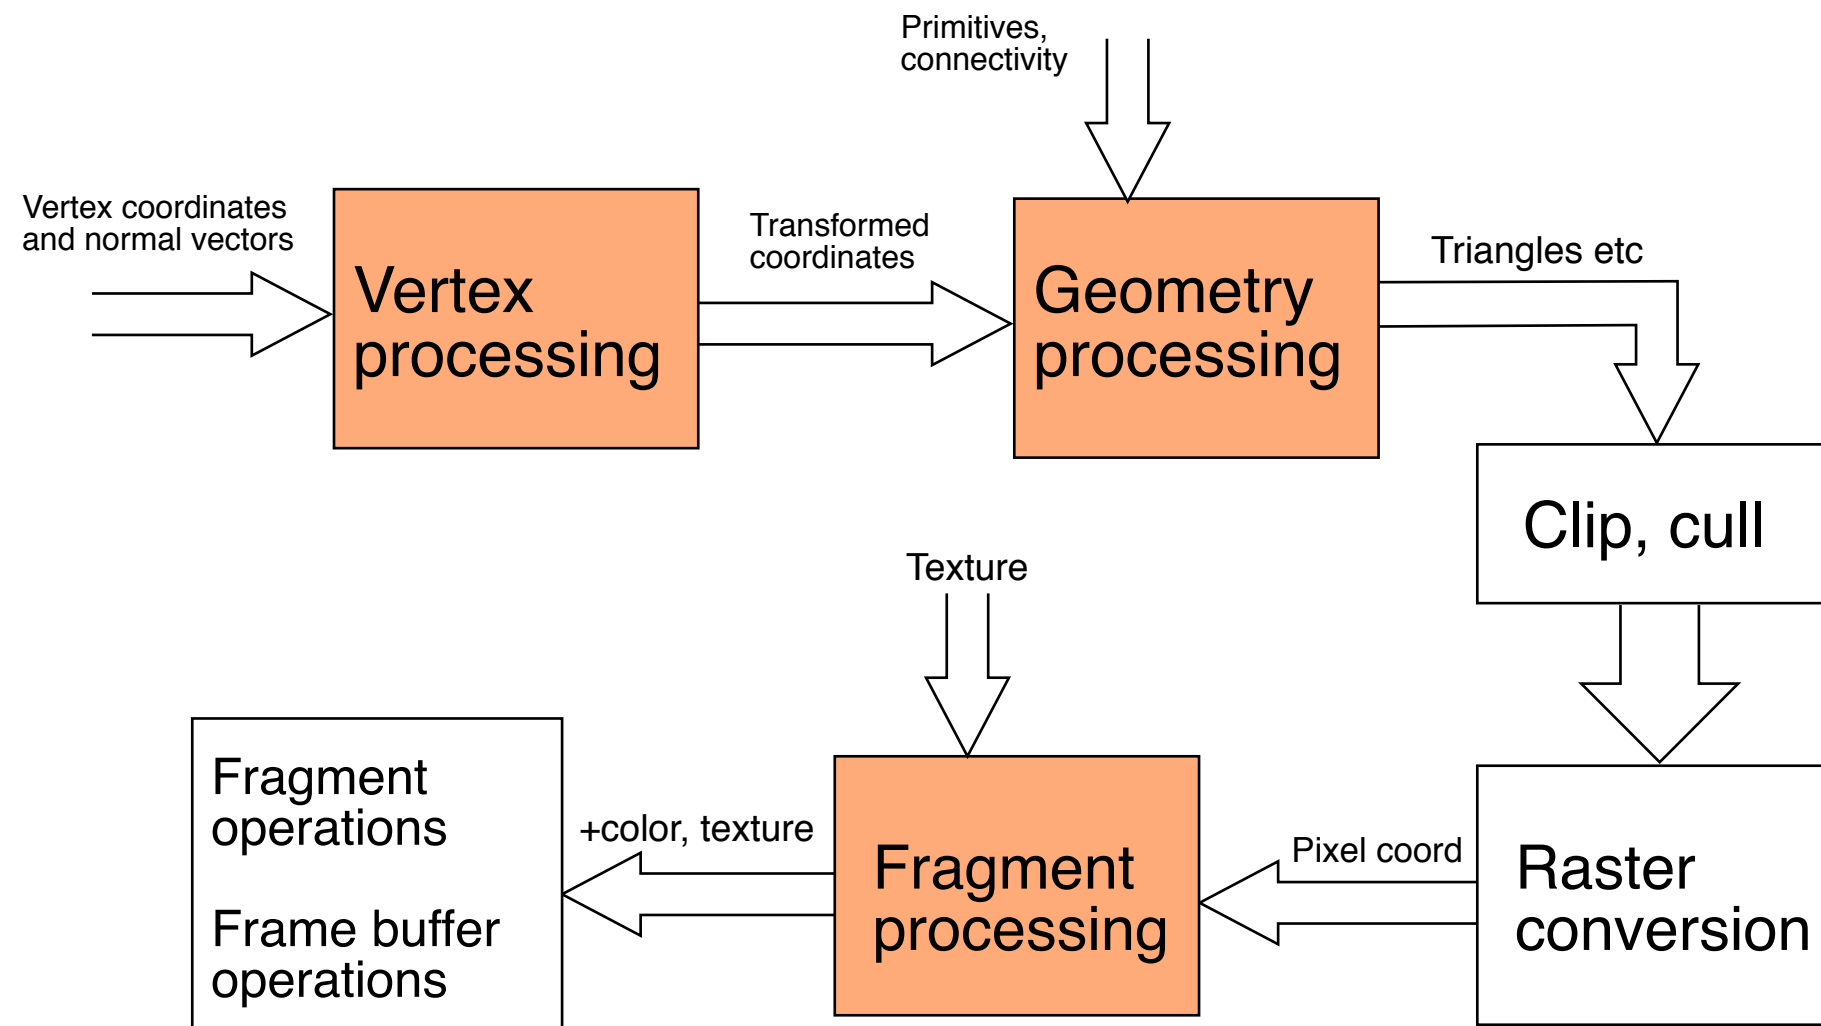 Primitives,
connectivity
Vertex coordinates
and normal vectors
Vertex
processing
Transformed
coordinates
Geometry
processing
Triangles etc
Clip, cull
Texture
Fragment
operations
Frame buffer
operations
+color, texture
Fragment
processing
Pixel coord
Raster
conversion